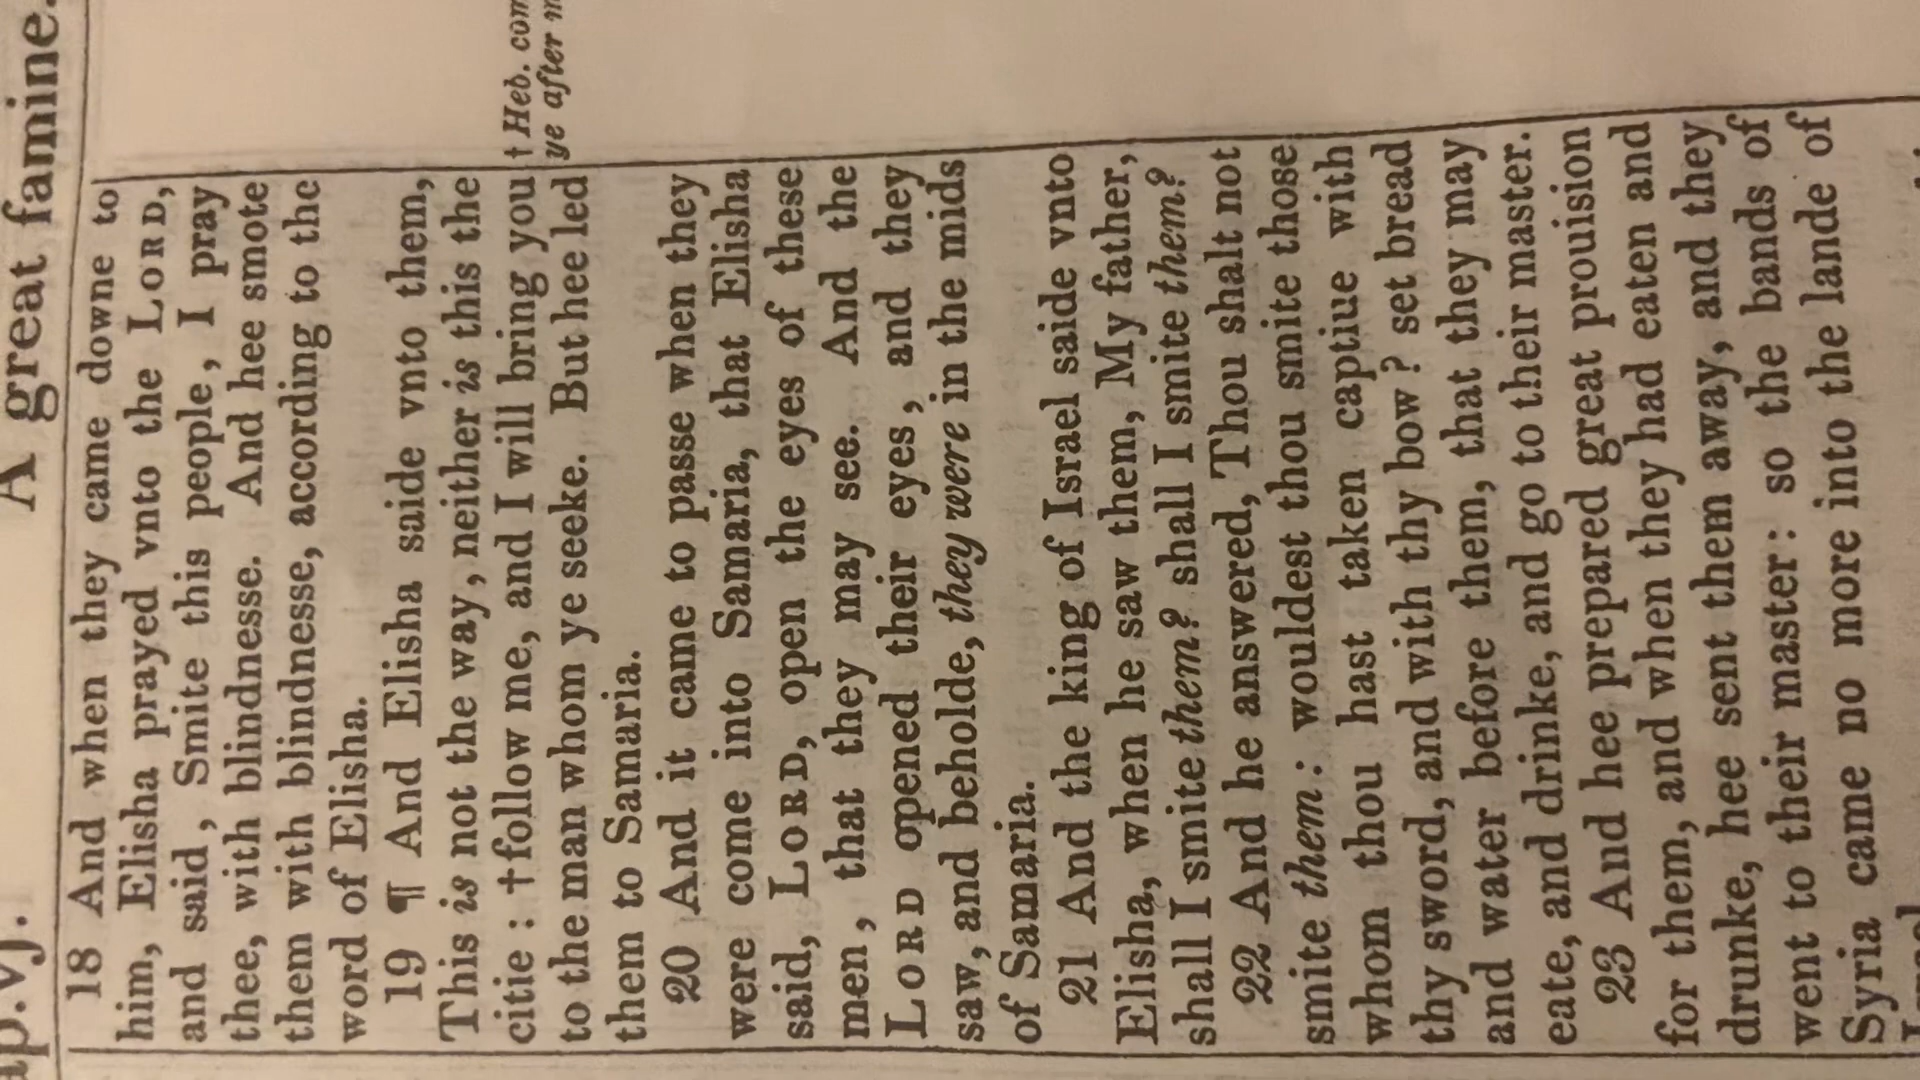 A great famine.
18 And when they came downe to
him, Elisha prayed vnto the LORD,
and said, Smite this people, I pray
thee, with blindnesse. And hee smote
them with blindnesse, according to the
word of Elisha.
19 ¶ And Elisha saide vnto them,
This is not the way, neither is this the
citie : †follow me, and I will bring you
to the man whom ye seeke. But hee led
them to Samaria.
20 And it came to passe when they
were come into Samaria, that Elisha
said, LORD, open the eyes of these
men, that they may see. And the
LORD opened their eyes, and they
saw, and beholde, they were in the mids
of Samaria.
21 And the king of Israel saide vnto
Elisha, when he saw them, My father,
shall I smite them? shall I smite them?
22 And he answered, Thou shalt not
smite them: wouldest thou smite those
whom thou hast taken captiue with
thy sword, and with thy bow? set bread
and water before them, that they may
eate, and drinke, and go to their master.
23 And hee prepared great prouision
for them, and when they had eaten and
drunke, hee sent them away, and they
went to their master: so the bands of
Syria came no more into the lande of
† Heb.
ye after